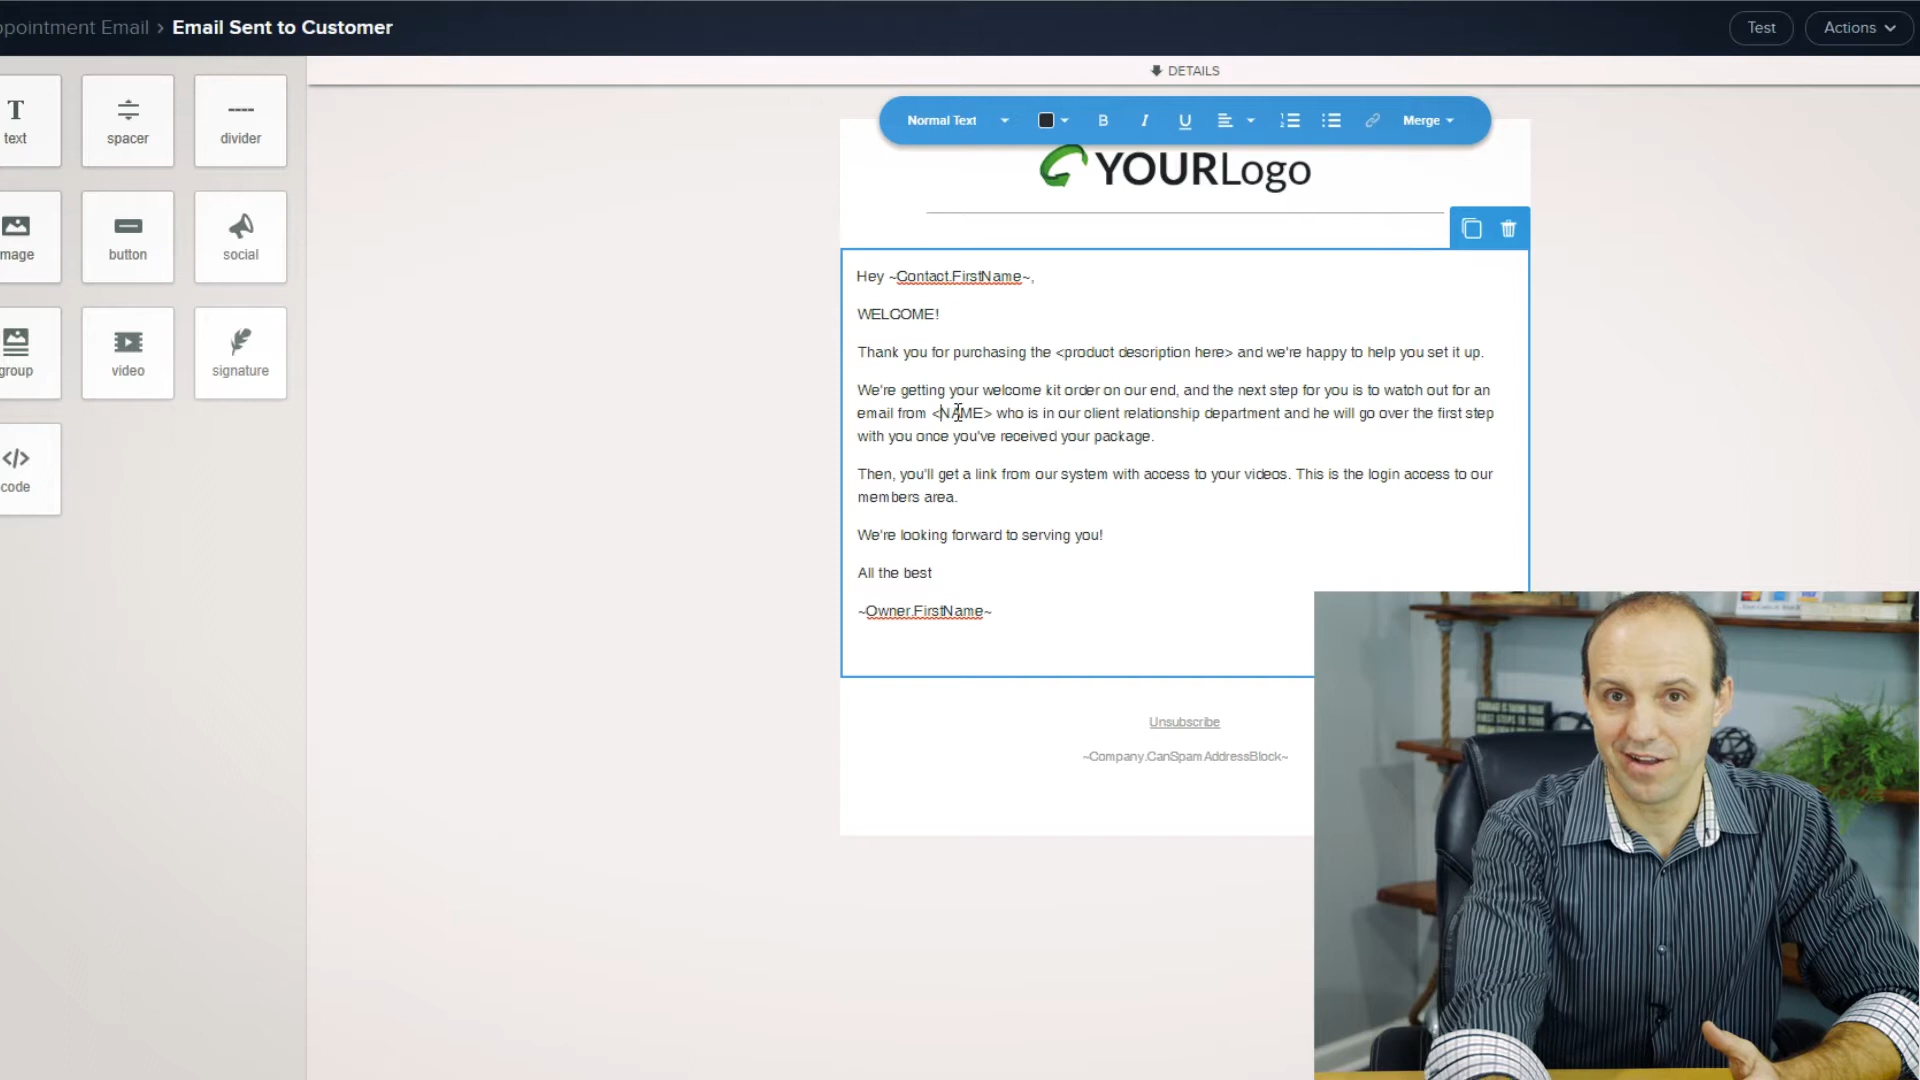 ppointment Email › Email Sent to Customer
Test
Actions
DETAILS
text
spacer
divider
mage
button
social
group
video
signature
code
Normal Text
B
I
U
Merge
YOURLogo
Hey ~Contact.FirstName~,
WELCOME!
Thank you for purchasing the <product description here> and we're happy to help you set it up.
We're getting your welcome kit order on our end, and the next step for you is to watch out for an
email from <NAME> who is in our client relationship department and he will go over the first step
with you once you've received your package.
Then, you'll get a link from our system with access to your videos. This is the login access to our
members area.
We're looking forward to serving you!
All the best
~Owner.FirstName~
Unsubscribe
~Company.CanSpamAddressBlock~